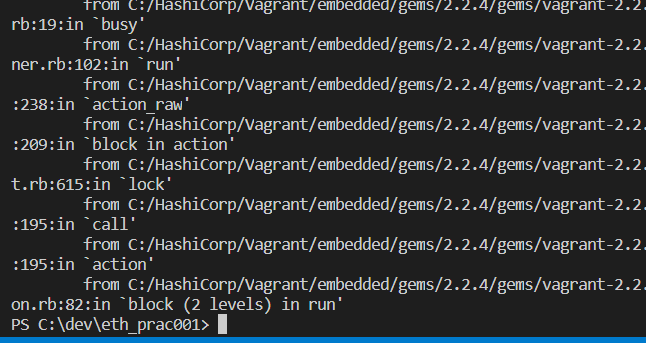 from C:/HashiCorp/Vagrant/embedded/gems/2.2.4/gems/vagrant-2.2.
rb:19:in `busy'
from C:/HashiCorp/Vagrant/embedded/gems/2.2.4/gems/vagrant-2.2.
ner.rb:102:in `run'
from C:/HashiCorp/Vagrant/embedded/gems/2.2.4/gems/vagrant-2.2.
:238:in `action_raw'
from C:/HashiCorp/Vagrant/embedded/gems/2.2.4/gems/vagrant-2.2.
:209:in `block in action'
from C:/HashiCorp/Vagrant/embedded/gems/2.2.4/gems/vagrant-2.2.
t.rb:615:in `lock'
from C:/HashiCorp/Vagrant/embedded/gems/2.2.4/gems/vagrant-2.2.
:195:in `call'
from C:/HashiCorp/Vagrant/embedded/gems/2.2.4/gems/vagrant-2.2.
:195:in `action'
from C:/HashiCorp/Vagrant/embedded/gems/2.2.4/gems/vagrant-2.2.
on.rb:82:in `block (2 levels) in run'
PS C:\dev\eth_prac001>